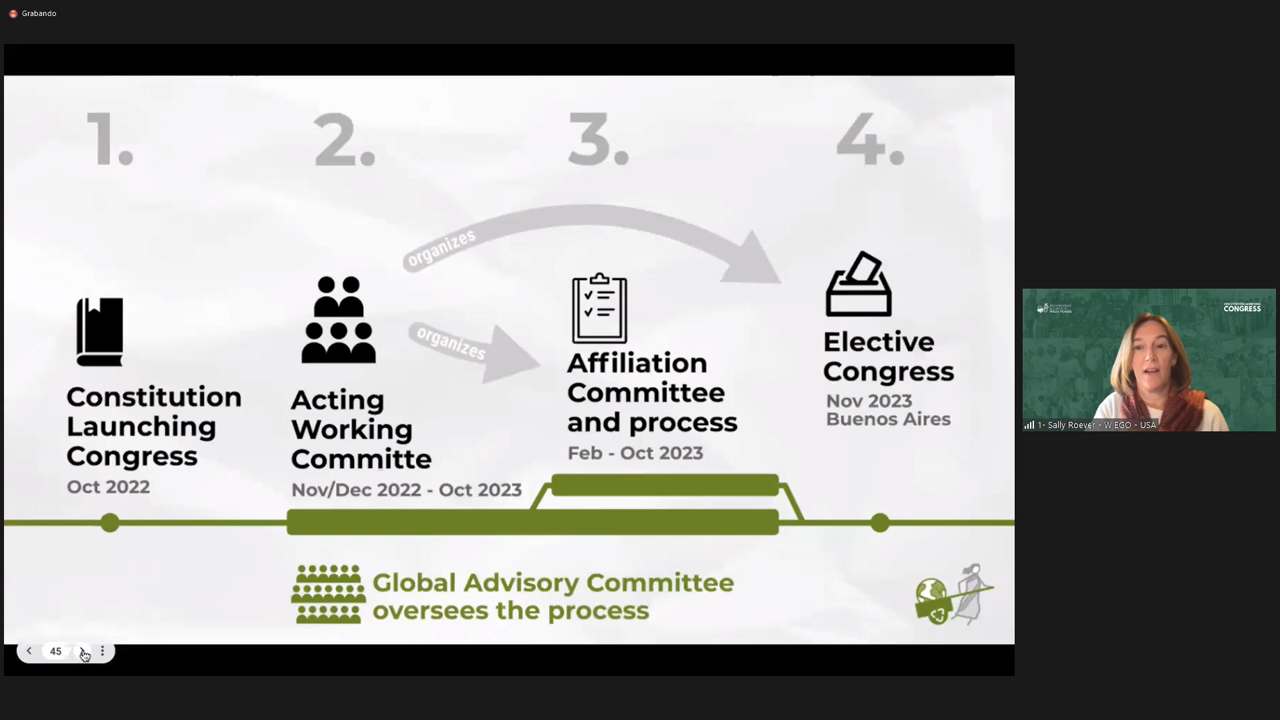 Grabando
1.
2.
3.
4.
organizes
organizes
Constitution
Launching
Congress
Oct 2022
Acting
Working
Committe
Nov/Dec 2022 - Oct 2023
Affiliation
Committee
and process
Feb - Oct 2023
Elective
Congress
Nov 2023
Buenos Aires
Global Advisory Committee
oversees the process
45
CONGRESS
1- Sally Roever - WIEGO - USA